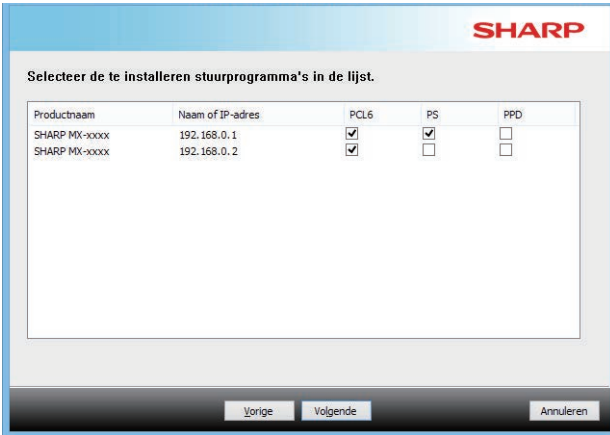 SHARP
Selecteer de te installeren stuurprogramma's in de lijst.
Productnaam Naam of IP-adres PCL6 PS PPD
SHARP MX-xxxx 192.168.0.1
SHARP MX-xxxx 192.168.0.2
Vorige Volgende Annuleren